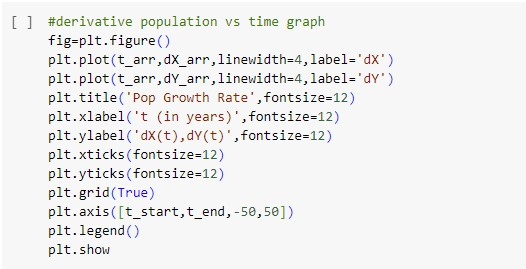 [ ] #derivative population vs time graph
fig=plt.figure()
plt.plot(t_arr,dX_arr,linewidth=4,label='dX')
plt.plot(t_arr,dY_arr,linewidth=4,label='dY')
plt.title('Pop Growth Rate',fontsize=12)
plt.xlabel('t (in years)',fontsize=12)
plt.ylabel('dX(t),dY(t)',fontsize=12)
plt.xticks(fontsize=12)
plt.yticks(fontsize=12)
plt.grid(True)
plt.axis([t_start,t_end,-50,50])
plt.legend()
plt.show